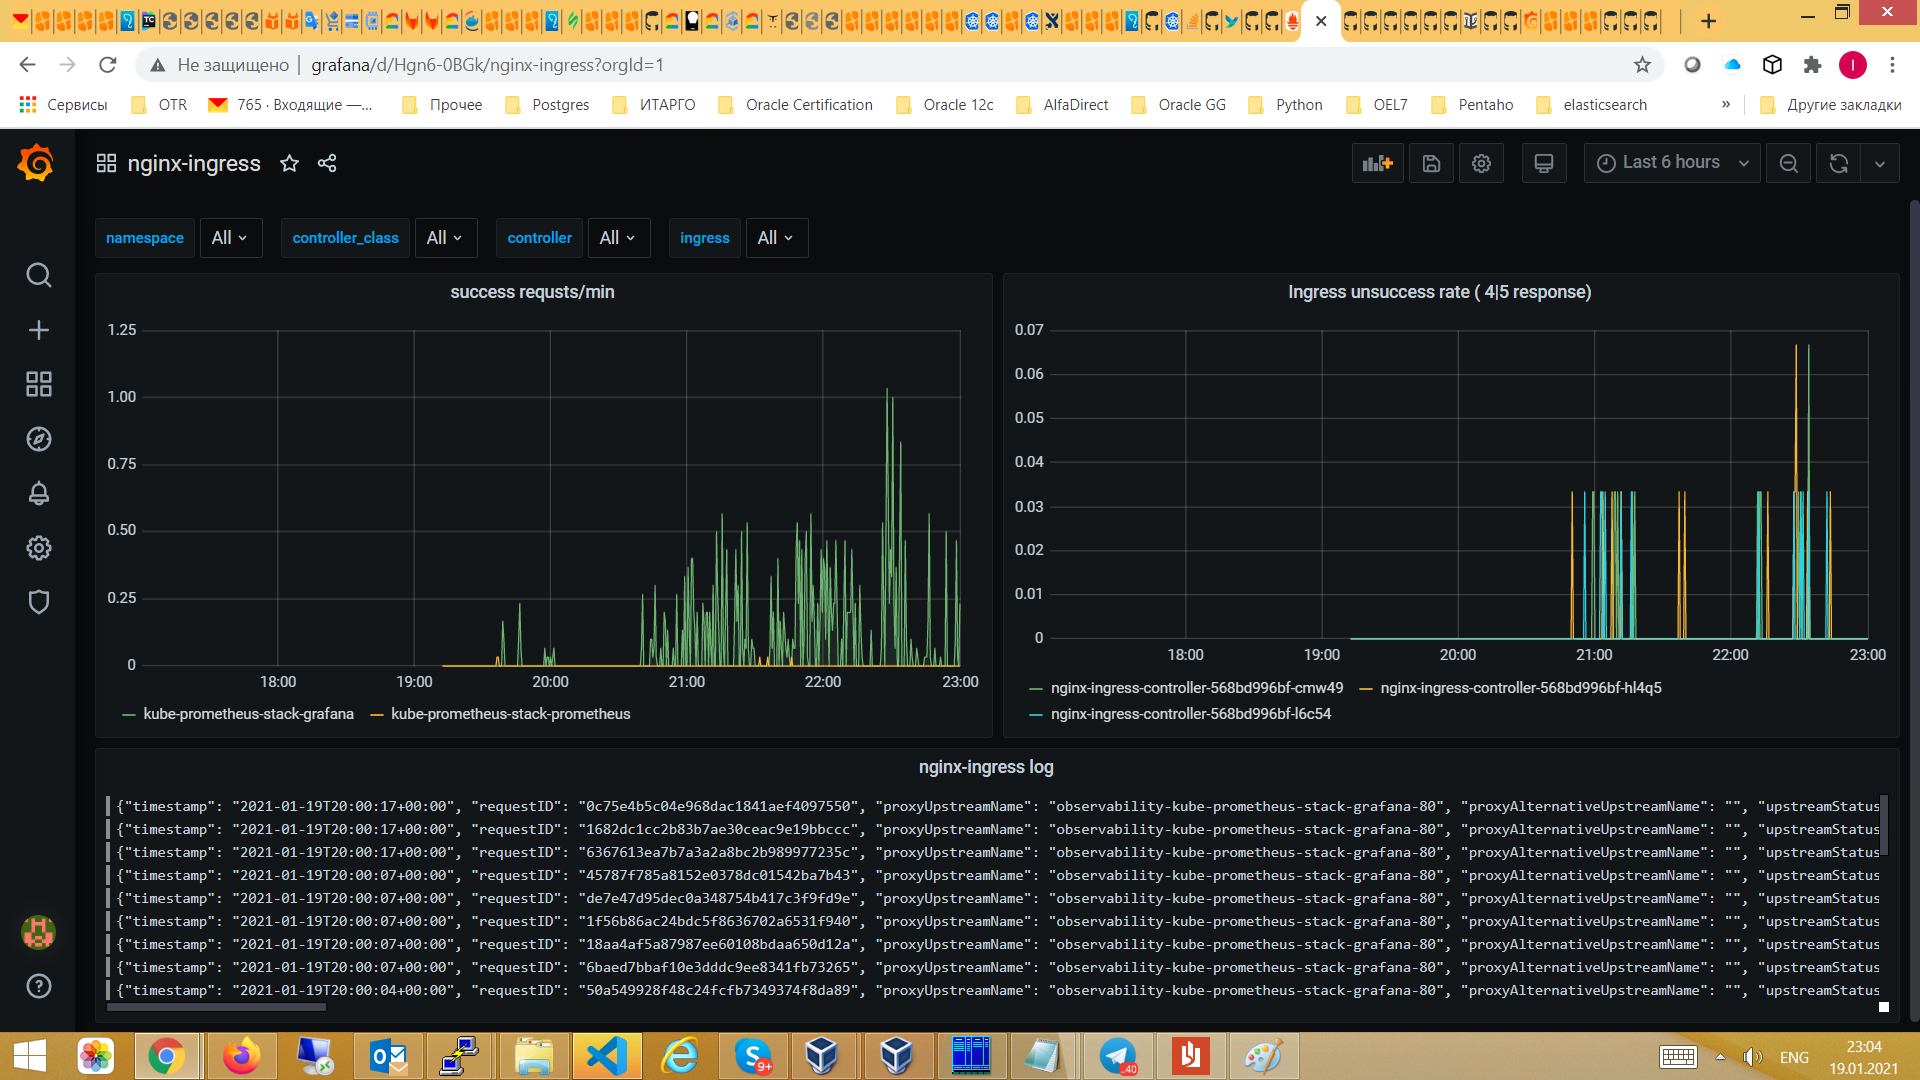 Не защищено | grafana/d/Hgn6-0BGk/nginx-ingress?orgId=1
Сервисы OTR 765 · Входящие —... Прочее Postgres ИТАРГО Oracle Certification Oracle 12c AlfaDirect Oracle GG Python OEL7 Pentaho elasticsearch » Другие закладки
nginx-ingress Last 6 hours
namespace All controller_class All controller All ingress All
success requsts/min
1.25
1.00
0.75
0.50
0.25
0
18:00 19:00 20:00 21:00 22:00 23:00
kube-prometheus-stack-grafana kube-prometheus-stack-prometheus
Ingress unsuccess rate ( 4|5 response)
0.07
0.06
0.05
0.04
0.03
0.02
0.01
0
18:00 19:00 20:00 21:00 22:00 23:00
nginx-ingress-controller-568bd996bf-cmw49 nginx-ingress-controller-568bd996bf-hl4q5
nginx-ingress-controller-568bd996bf-l6c54
nginx-ingress log
{"timestamp": "2021-01-19T20:00:17+00:00", "requestID": "0c75e4b5c04e968dac1841aef4097550", "proxyUpstreamName": "observability-kube-prometheus-stack-grafana-80", "proxyAlternativeUpstreamName": "", "upstreamStatus
{"timestamp": "2021-01-19T20:00:17+00:00", "requestID": "1682dc1cc2b83b7ae30ceac9e19bbccc", "proxyUpstreamName": "observability-kube-prometheus-stack-grafana-80", "proxyAlternativeUpstreamName": "", "upstreamStatus
{"timestamp": "2021-01-19T20:00:17+00:00", "requestID": "6367613ea7b7a3a2a8bc2b989977235c", "proxyUpstreamName": "observability-kube-prometheus-stack-grafana-80", "proxyAlternativeUpstreamName": "", "upstreamStatus
{"timestamp": "2021-01-19T20:00:07+00:00", "requestID": "45787f785a8152e0378dc01542ba7b43", "proxyUpstreamName": "observability-kube-prometheus-stack-grafana-80", "proxyAlternativeUpstreamName": "", "upstreamStatus
{"timestamp": "2021-01-19T20:00:07+00:00", "requestID": "de7e47d95dec0a348754b417c3f9fd9e", "proxyUpstreamName": "observability-kube-prometheus-stack-grafana-80", "proxyAlternativeUpstreamName": "", "upstreamStatus
{"timestamp": "2021-01-19T20:00:07+00:00", "requestID": "1f56b86ac24bdc5f8636702a6531f940", "proxyUpstreamName": "observability-kube-prometheus-stack-grafana-80", "proxyAlternativeUpstreamName": "", "upstreamStatus
{"timestamp": "2021-01-19T20:00:07+00:00", "requestID": "18aa4af5a87987ee60108bdaa650d12a", "proxyUpstreamName": "observability-kube-prometheus-stack-grafana-80", "proxyAlternativeUpstreamName": "", "upstreamStatus
{"timestamp": "2021-01-19T20:00:07+00:00", "requestID": "6baed7bbaf10e3dddc9ee8341fb73265", "proxyUpstreamName": "observability-kube-prometheus-stack-grafana-80", "proxyAlternativeUpstreamName": "", "upstreamStatus
{"timestamp": "2021-01-19T20:00:04+00:00", "requestID": "50a549928f48c24fcfb7349374f8da89", "proxyUpstreamName": "observability-kube-prometheus-stack-grafana-80", "proxyAlternativeUpstreamName": "", "upstreamStatus
9+ ..40 ENG 23:04
19.01.2021